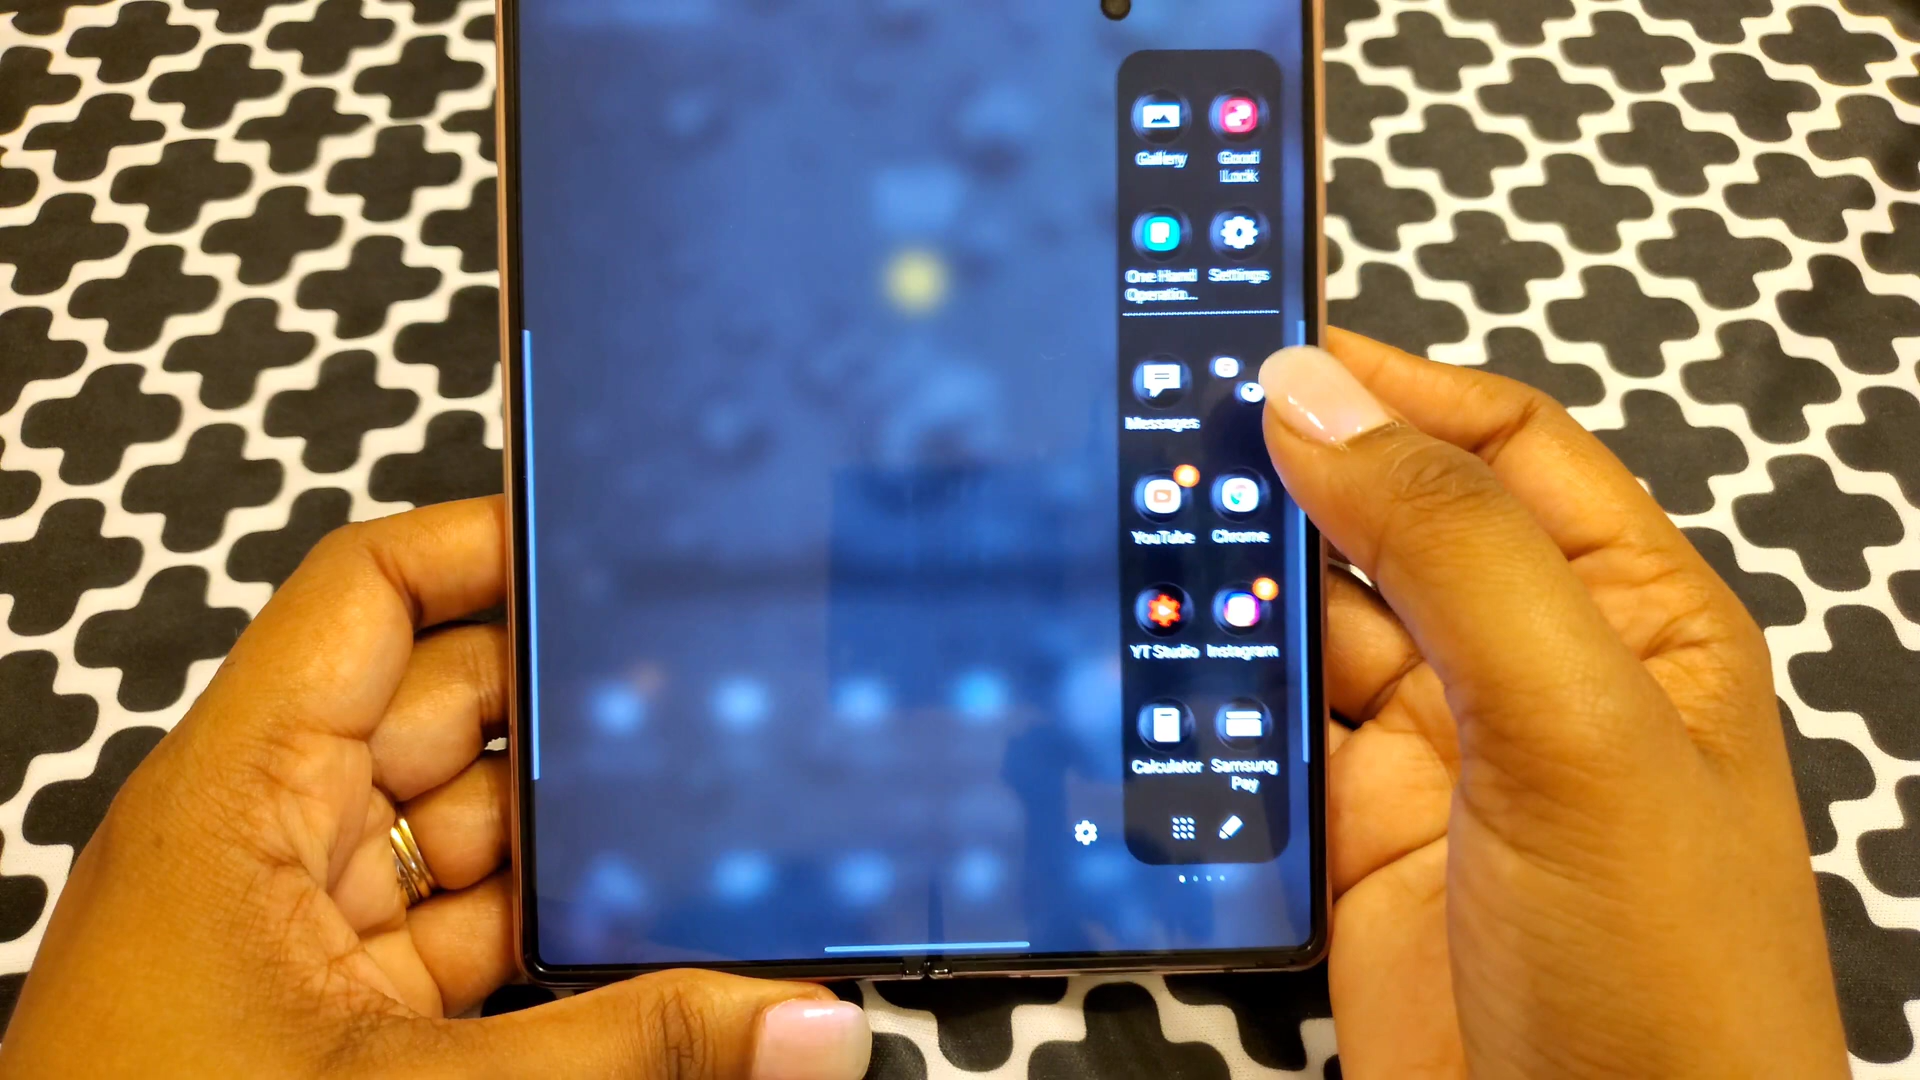 Gallery
Good
Lock
One Hand
Operatio...
Settings
Messages
YouTube
Chrome
YT Studio
Instagram
Calculator
Samsung
Pay